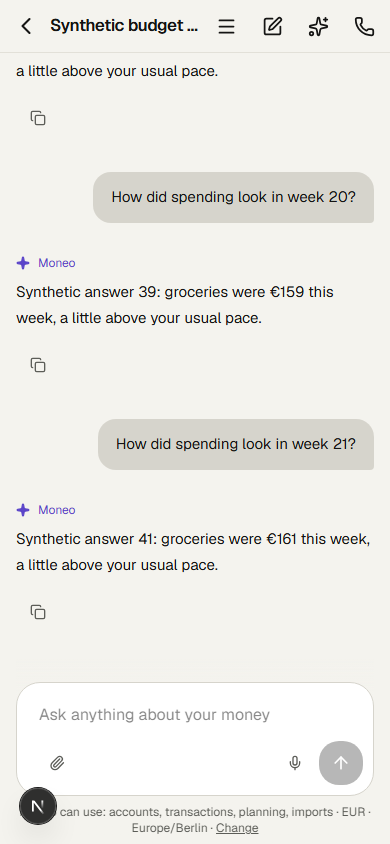 Synthetic budget ...
a little above your usual pace.
How did spending look in week 20?
Moneo
Synthetic answer 39: groceries were €159 this
week, a little above your usual pace.
How did spending look in week 21?
Moneo
Synthetic answer 41: groceries were €161 this week,
a little above your usual pace.
Ask anything about your money
N
can use: accounts, transactions, planning, imports · EUR ·
Europe/Berlin · Change